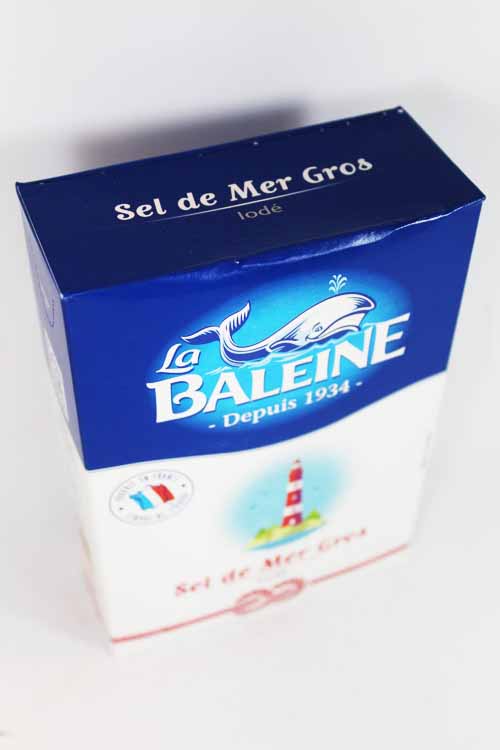 Sel de Mer Gros
Iodé
La
BALEINE
- Depuis 1934 -
Sel de Mer Gros